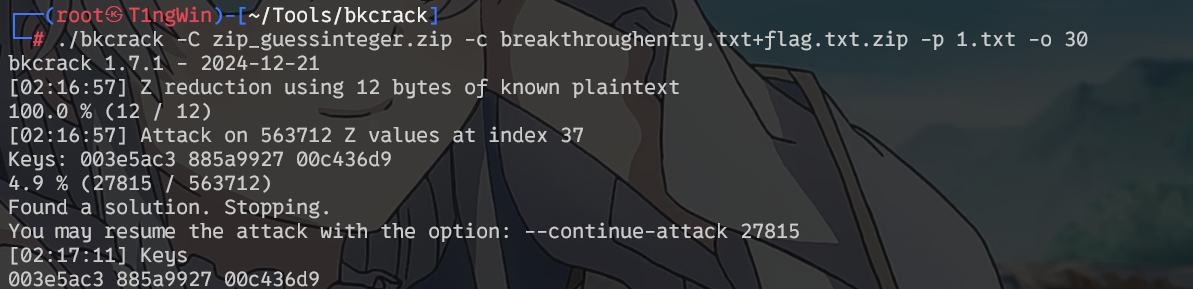 ┌──(root㉿T1ngWin)-[~/Tools/bkcrack]
└─# ./bkcrack -C zip_guessinteger.zip -c breakthroughentry.txt+flag.txt.zip -p 1.txt -o 30
bkcrack 1.7.1 - 2024-12-21
[02:16:57] Z reduction using 12 bytes of known plaintext
100.0 % (12 / 12)
[02:16:57] Attack on 563712 Z values at index 37
Keys: 003e5ac3 885a9927 00c436d9
4.9 % (27815 / 563712)
Found a solution. Stopping.
You may resume the attack with the option: --continue-attack 27815
[02:17:11] Keys
003e5ac3 885a9927 00c436d9